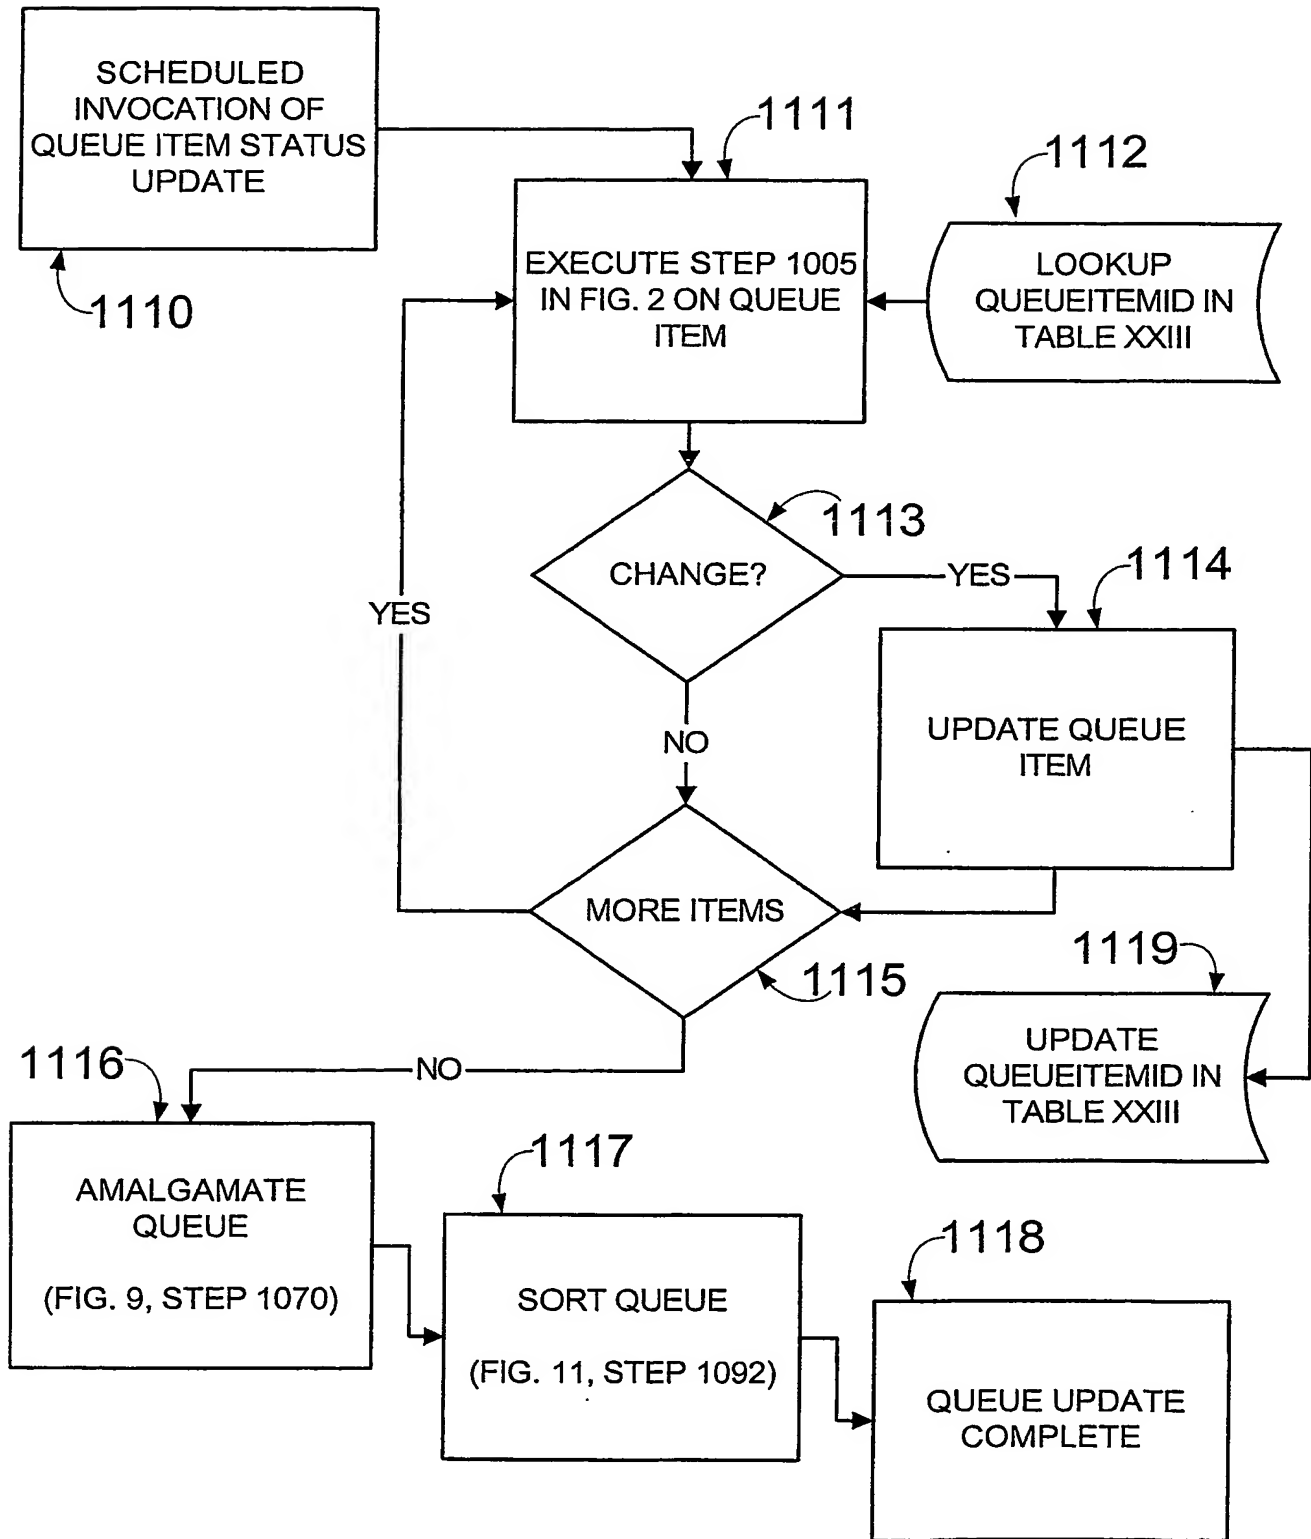 SCHEDULED
INVOCATION OF
QUEUE ITEM STATUS
UPDATE
1110
1111
EXECUTE STEP 1005
IN FIG. 2 ON QUEUE
ITEM
1112
LOOKUP
QUEUEITEMID IN
TABLE XXIII
1113
CHANGE?
YES
1114
UPDATE QUEUE
ITEM
YES
NO
MORE ITEMS
1115
1119
UPDATE
QUEUEITEMID IN
TABLE XXIII
NO
1116
AMALGAMATE
QUEUE
(FIG. 9, STEP 1070)
1117
SORT QUEUE
(FIG. 11, STEP 1092)
1118
QUEUE UPDATE
COMPLETE